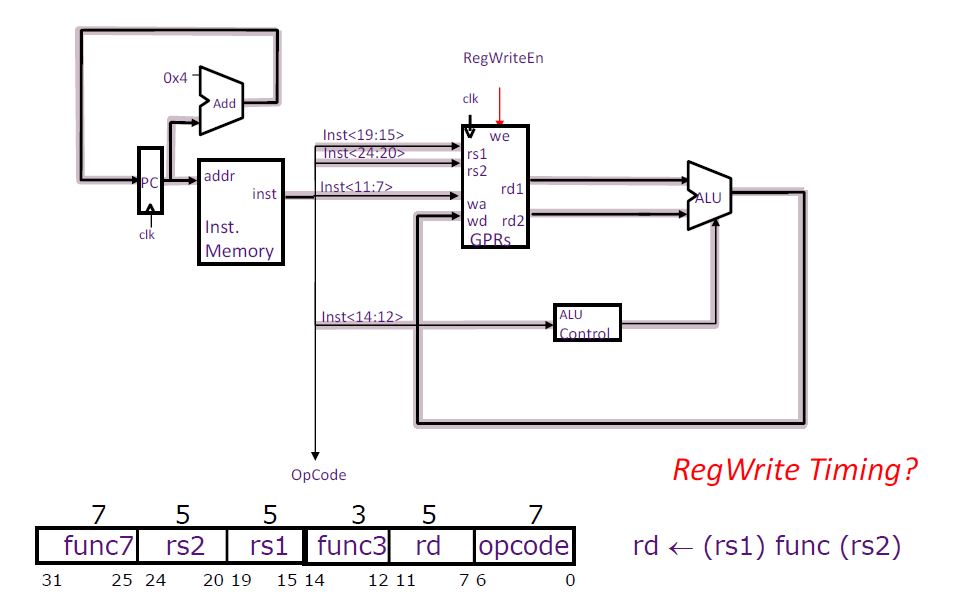 RegWriteEn
0x4
Add
clk
Inst<19:15>
we
Inst<24:20>
rs1
rs2
PC
addr
inst
Inst<11:7>
rd1
ALU
wa
wd rd2
Inst.
Memory
GPRs
clk
Inst<14:12>
ALU
Control
OpCode
RegWrite Timing?
7 5 5 3 5 7
func7 rs2 rs1 func3 rd opcode
rd ← (rs1) func (rs2)
31 25 24 20 19 15 14 12 11 7 6 0